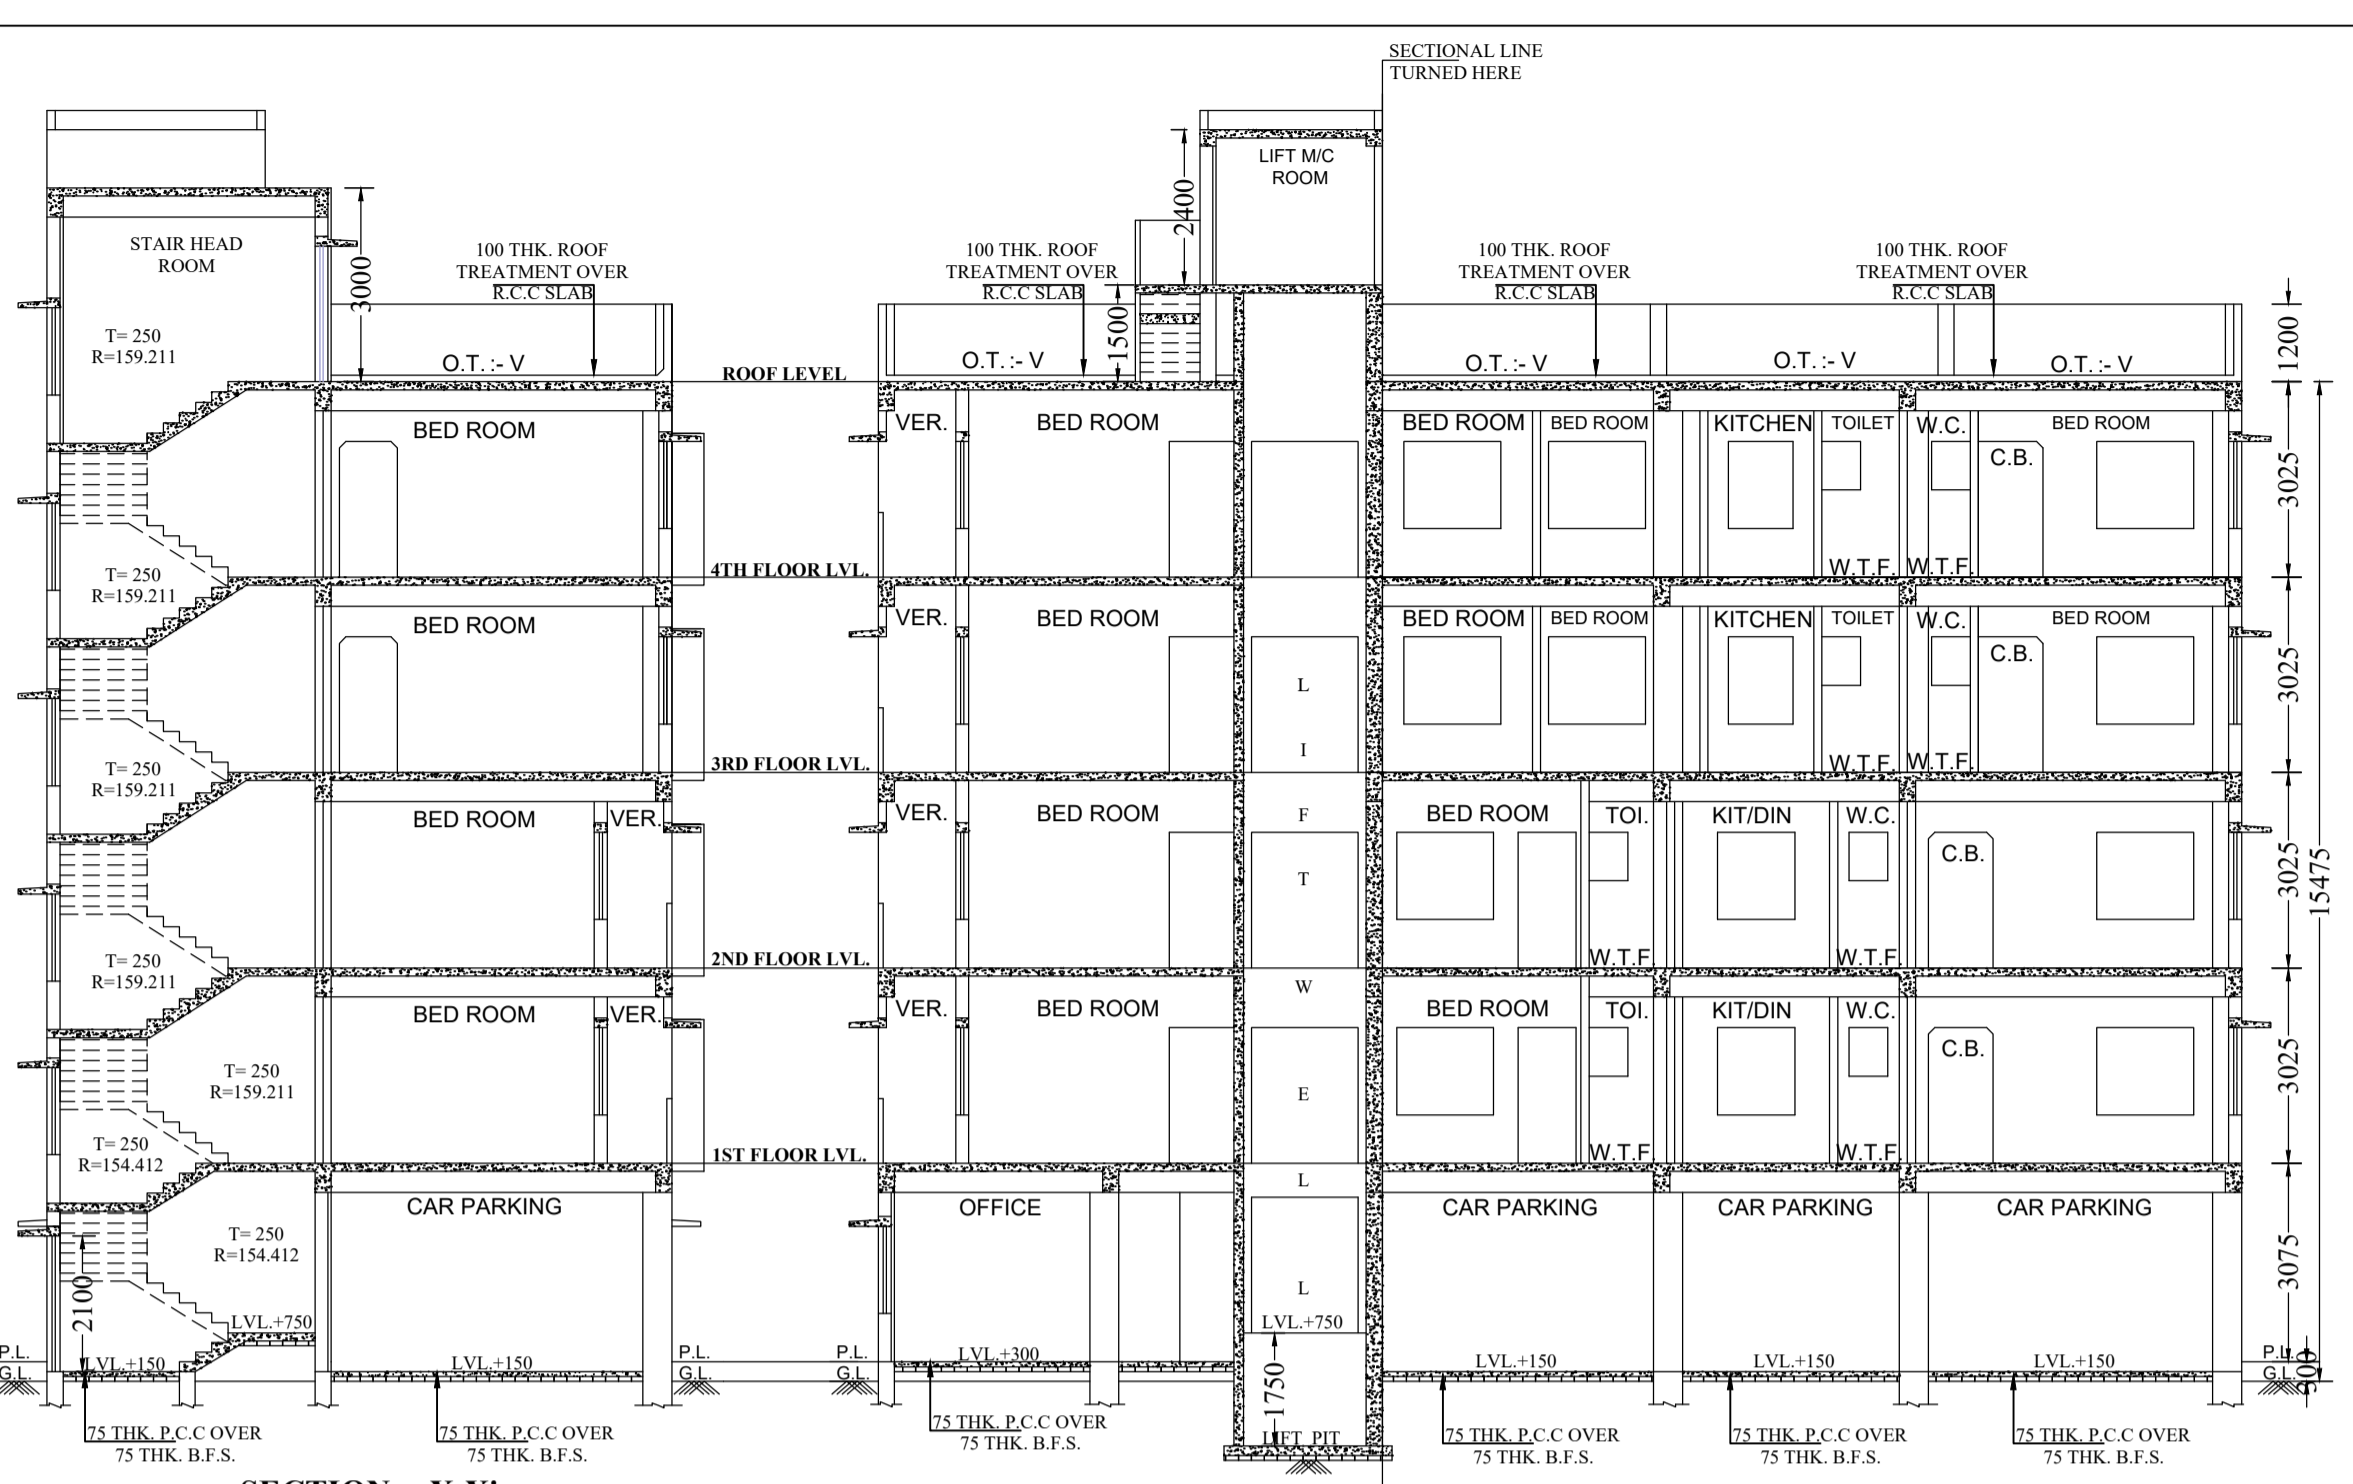 SECTIONAL LINE
TURNED HERE
LIFT M/C
ROOM
2400
STAIR HEAD
ROOM
3000
100 THK. ROOF
TREATMENT OVER
R.C.C SLAB
100 THK. ROOF
TREATMENT OVER
R.C.C SLAB
100 THK. ROOF
TREATMENT OVER
R.C.C SLAB
100 THK. ROOF
TREATMENT OVER
R.C.C SLAB
1500
1200
T= 250
R=159.211
O.T. :- V
O.T. :- V
O.T. :- V
O.T. :- V
O.T. :- V
ROOF LEVEL
BED ROOM
VER.
BED ROOM
BED ROOM
BED ROOM
KITCHEN
TOILET
W.C.
C.B.
BED ROOM
3025
T= 250
R=159.211
4TH FLOOR LVL.
W.T.F.
W.T.F.
BED ROOM
VER.
BED ROOM
BED ROOM
BED ROOM
KITCHEN
TOILET
W.C.
C.B.
BED ROOM
3025
T= 250
R=159.211
3RD FLOOR LVL.
W.T.F.
W.T.F.
BED ROOM
VER.
VER.
BED ROOM
BED ROOM
TOI.
KIT/DIN
W.C.
C.B.
3025
15475
T= 250
R=159.211
2ND FLOOR LVL.
W.T.F.
W.T.F.
BED ROOM
VER.
VER.
BED ROOM
BED ROOM
TOI.
KIT/DIN
W.C.
C.B.
3025
T= 250
R=159.211
T= 250
R=154.412
1ST FLOOR LVL.
W.T.F.
W.T.F.
L
I
F
T
W
E
L
L
CAR PARKING
OFFICE
CAR PARKING
CAR PARKING
CAR PARKING
T= 250
R=154.412
3075
2100
LVL.+750
LVL.+750
P.L.
G.L.
LVL.+150
LVL.+150
P.L.
G.L.
P.L.
G.L.
LVL.+300
LVL.+150
LVL.+150
LVL.+150
P.L.
G.L.
300
1750
LIFT PIT
75 THK. P.C.C OVER
75 THK. B.F.S.
75 THK. P.C.C OVER
75 THK. B.F.S.
75 THK. P.C.C OVER
75 THK. B.F.S.
75 THK. P.C.C OVER
75 THK. B.F.S.
75 THK. P.C.C OVER
75 THK. B.F.S.
75 THK. P.C.C OVER
75 THK. B.F.S.